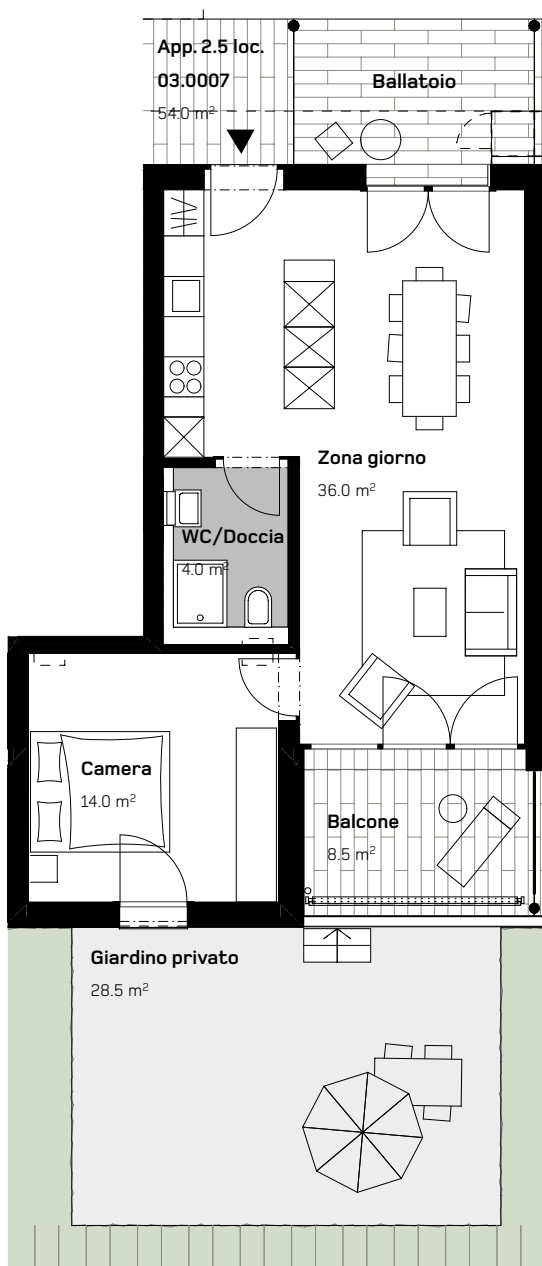 App. 2.5 loc.
03.0007
54.0 m²
Ballatoio
Zona giorno
36.0 m²
WC/Doccia
4.0 m²
Camera
14.0 m²
Balcone
8.5 m²
Giardino privato
28.5 m²